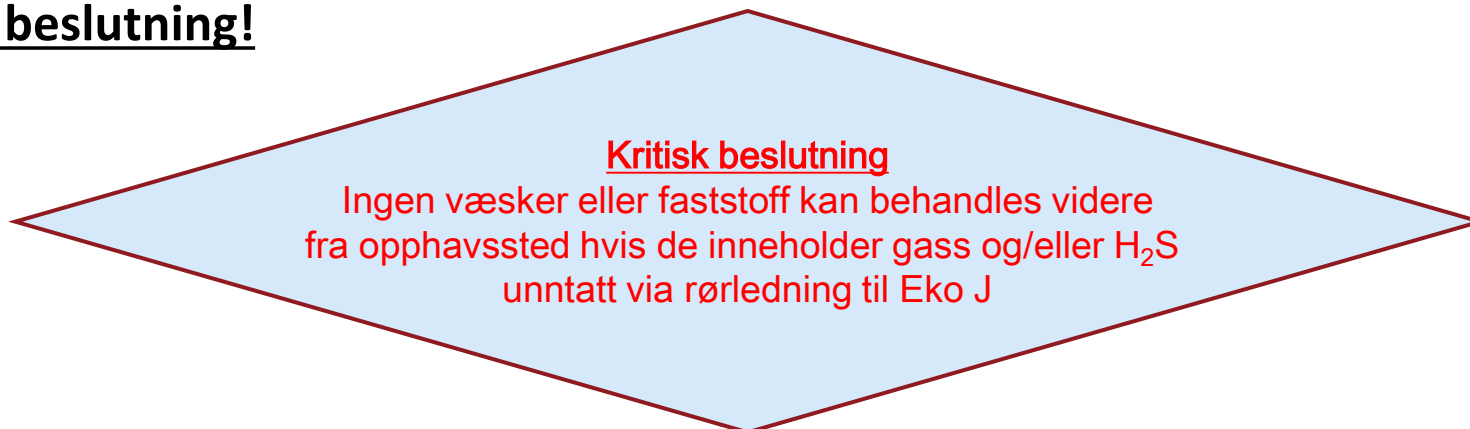 beslutning!
Kritisk beslutning
Ingen væsker eller faststoff kan behandles videre
fra opphavssted hvis de inneholder gass og/eller H₂S
unntatt via rørledning til Eko J